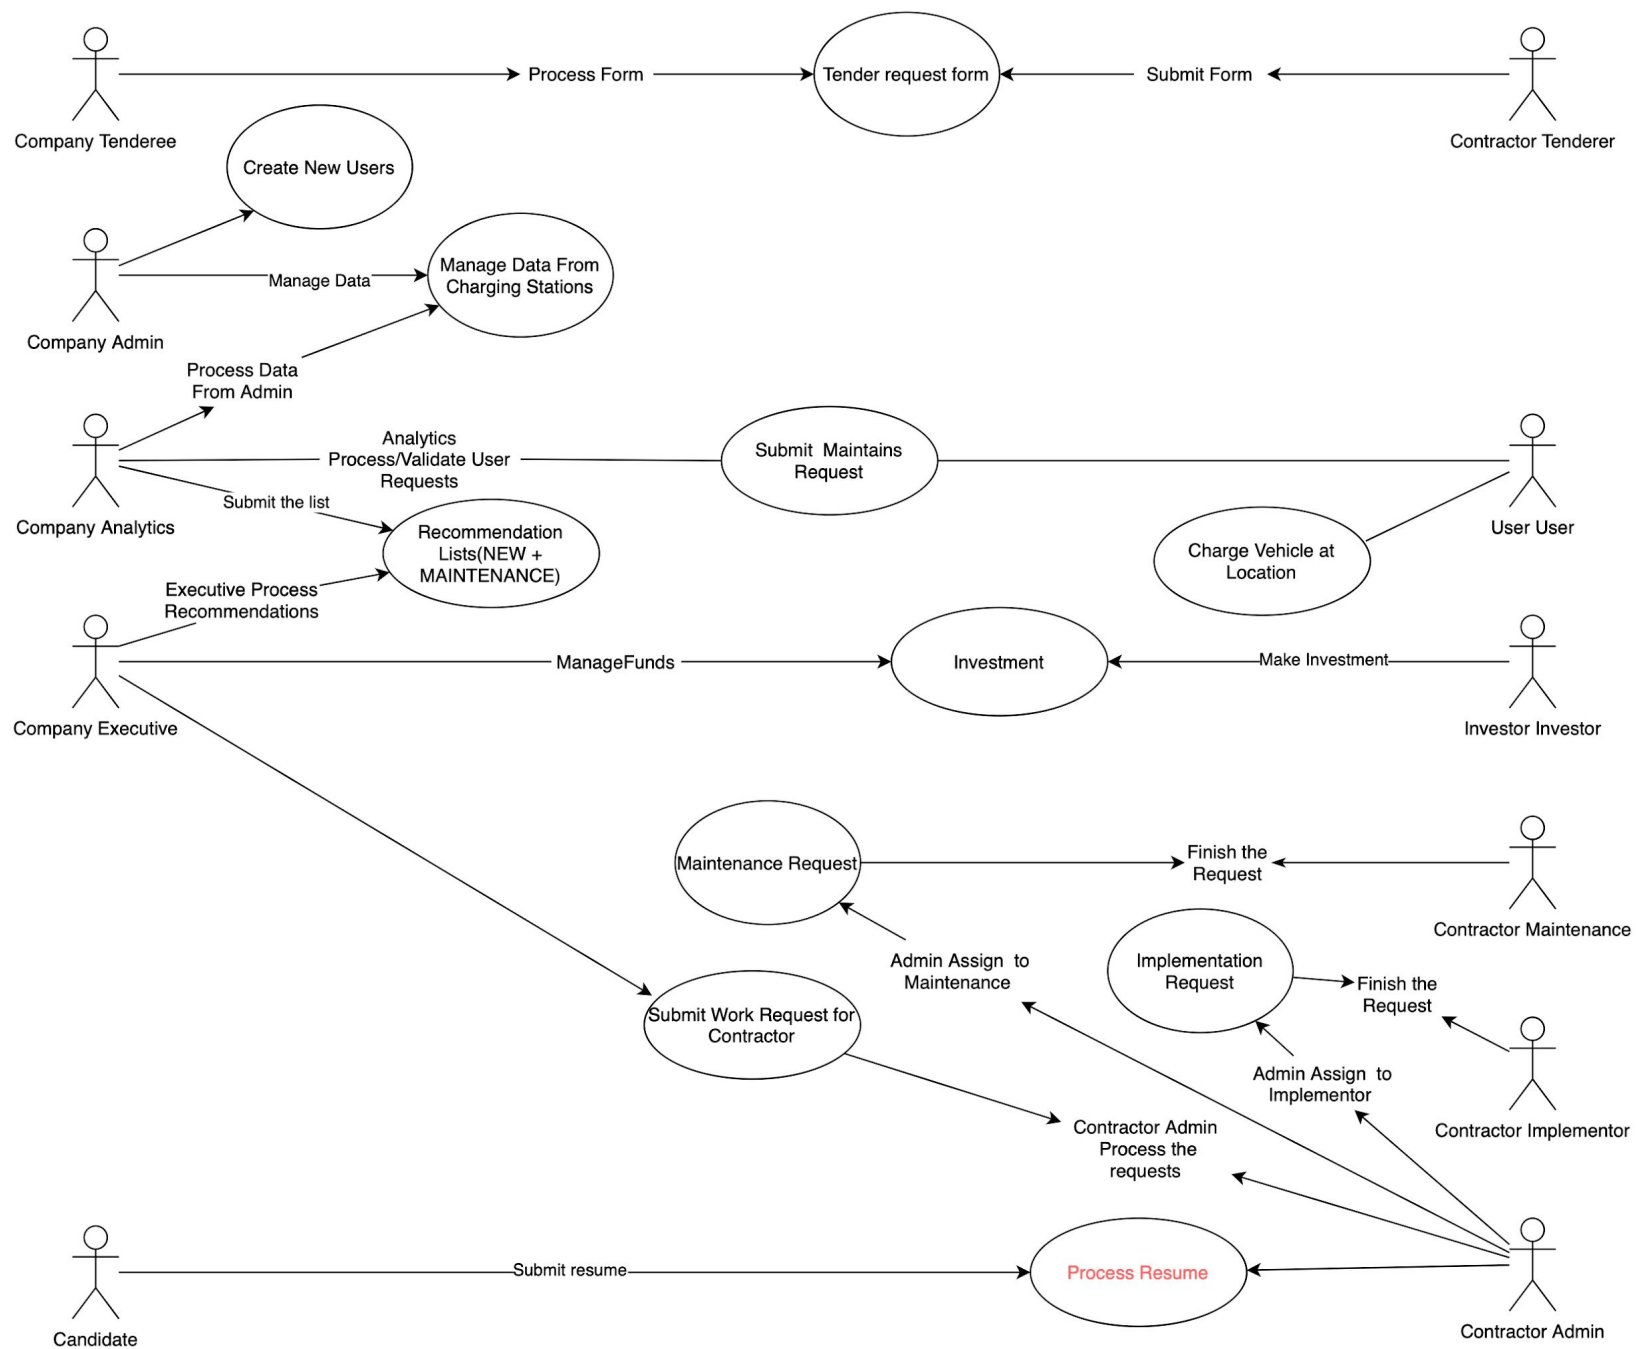 Process Form
Tender request form
Submit Form
Company Tenderee
Contractor Tenderer
Create New Users
Manage Data From
Charging Stations
Manage Data
Company Admin
Process Data
From Admin
Analytics
Process/Validate User
Requests
Submit  Maintains
Request
Submit the list
Company Analytics
User User
Recommendation
Lists(NEW +
MAINTENANCE)
Charge Vehicle at
Location
Executive Process
Recommendations
ManageFunds
Investment
Make Investment
Company Executive
Investor Investor
Maintenance Request
Finish the
Request
Contractor Maintenance
Admin Assign  to
Maintenance
Implementation
Request
Finish the
Request
Submit Work Request for
Contractor
Admin Assign  to
Implementor
Contractor Implementor
Contractor Admin
Process the
requests
Submit resume
Process Resume
Candidate
Contractor Admin